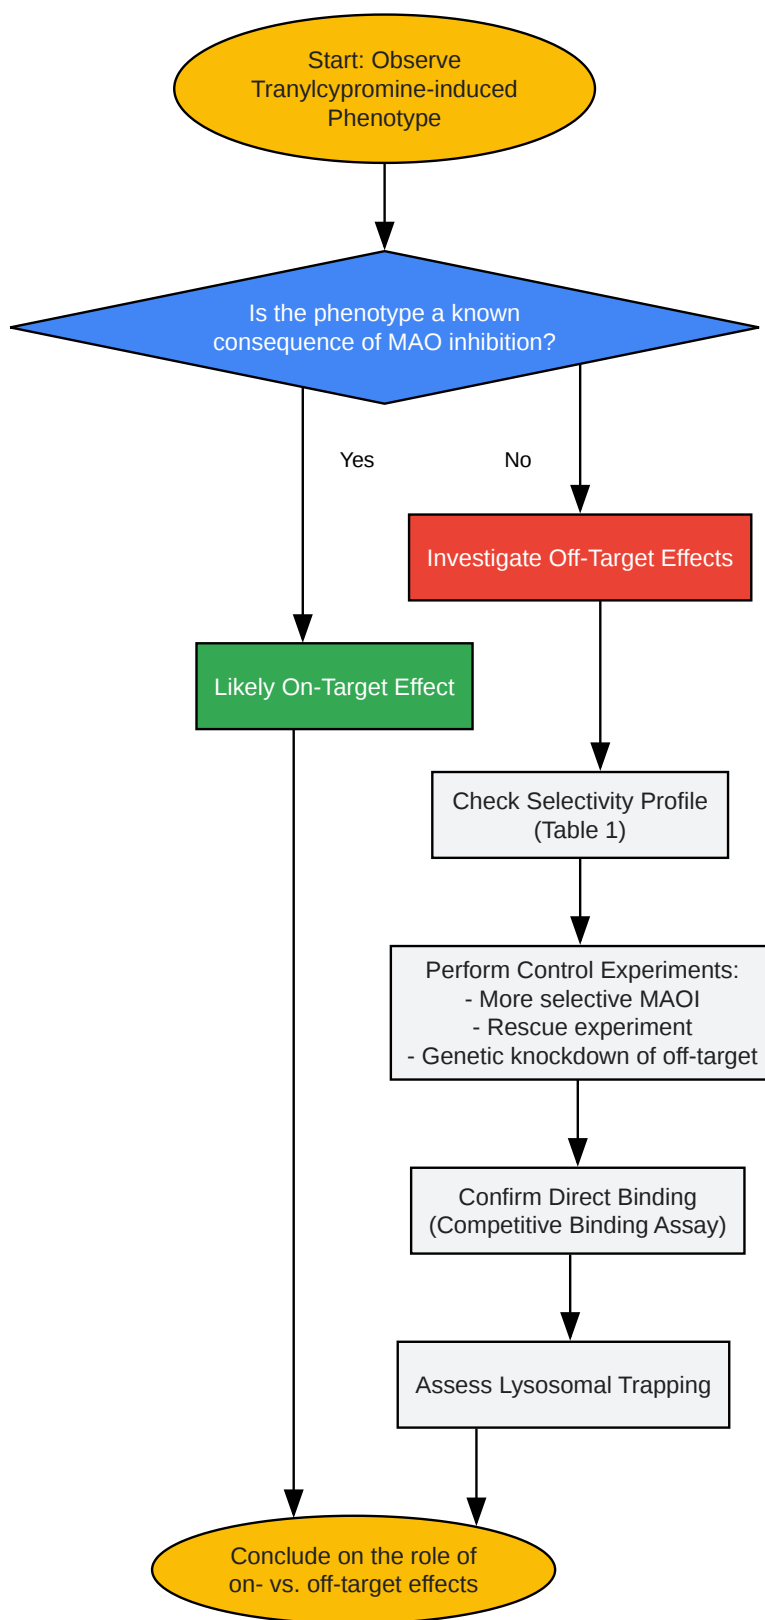 Start: Observe
Tranylcypromine-induced
Phenotype
Is the phenotype a known
consequence of MAO inhibition?
Yes
No
Investigate Off-Target Effects
Likely On-Target Effect
Check Selectivity Profile
(Table 1)
Perform Control Experiments:
- More selective MAOI
- Rescue experiment
- Genetic knockdown of off-target
Confirm Direct Binding
(Competitive Binding Assay)
Assess Lysosomal Trapping
Conclude on the role of
on- vs. off-target effects